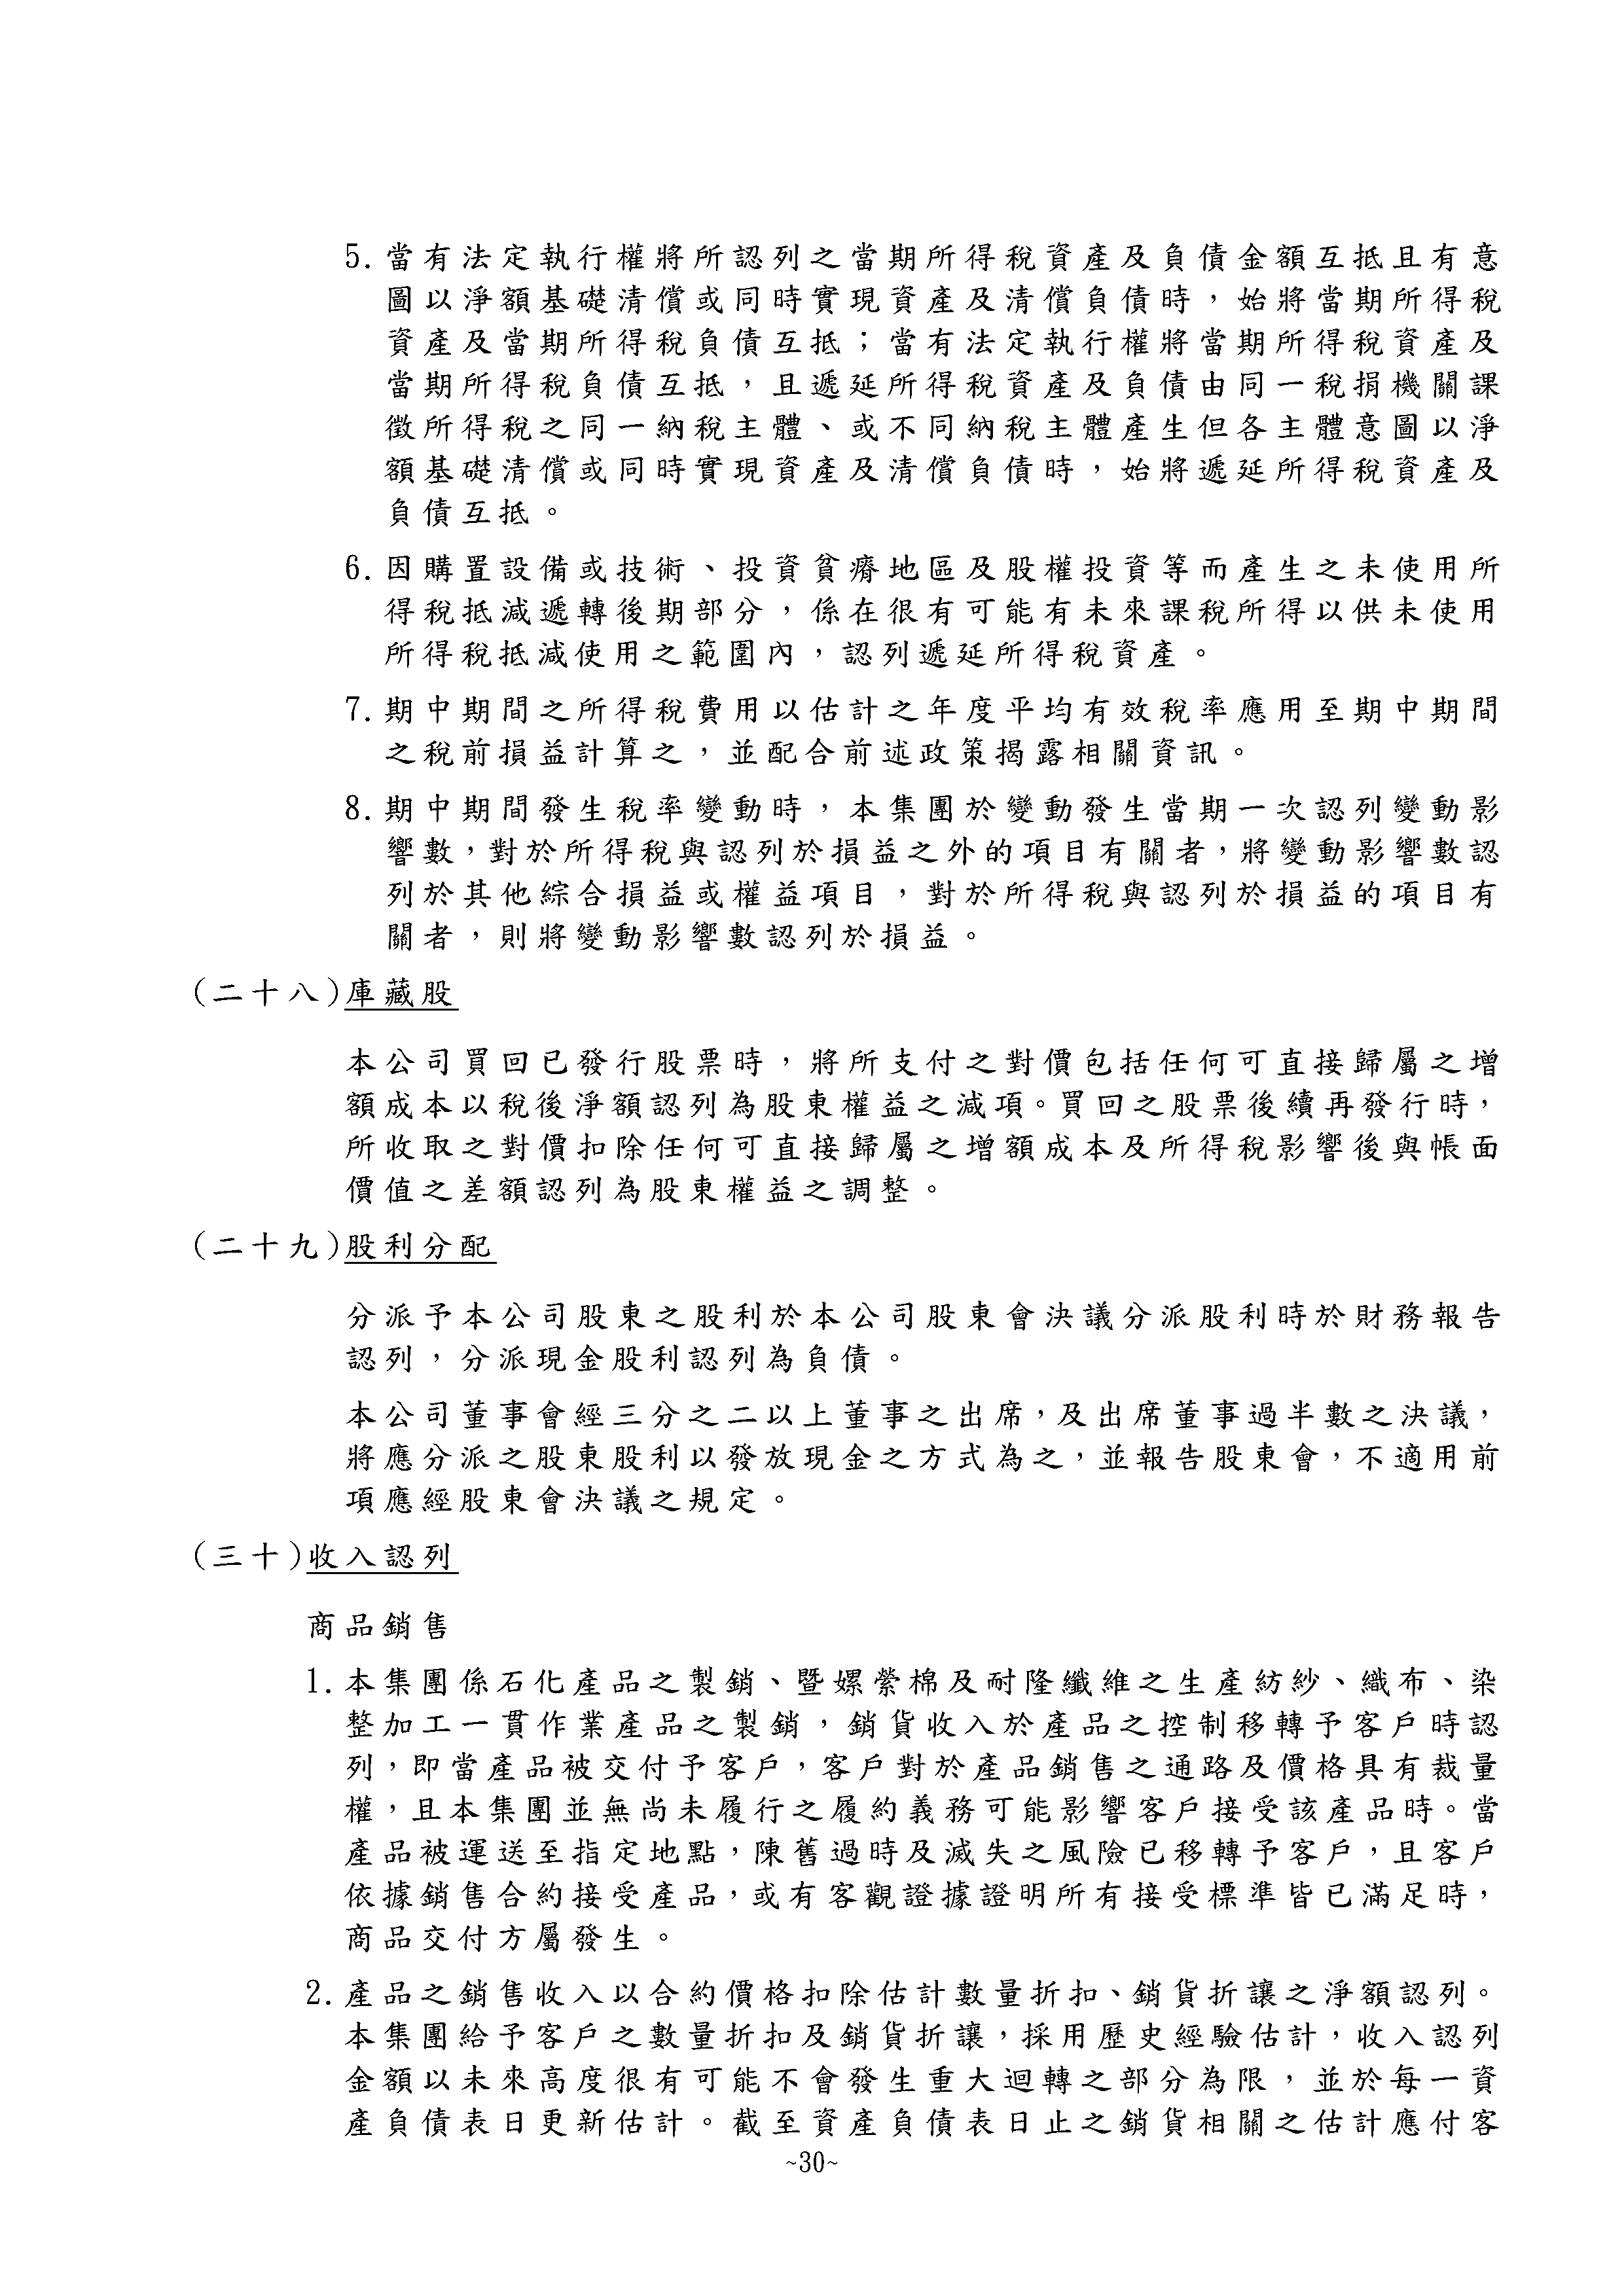 5.當有法定執行權將所認列之當期所得稅資產及負債金額互抵且有意
圖以淨額基礎清償或同時實現資產及清償負債時，始將當期所得稅
資產及當期所得稅負債互抵；當有法定執行權將當期所得稅資產及
當期所得稅負債互抵，且遞延所得稅資產及負債由同一稅捐機關課
徵所得稅之同一納稅主體、或不同納稅主體產生但各主體意圖以淨
額基礎清償或同時實現資產及清償負債時，始將遞延所得稅資產及
負債互抵。
6.因購置設備或技術、投資貧瘠地區及股權投資等而產生之未使用所
得稅抵減遞轉後期部分，係在很有可能有未來課稅所得以供未使用
所得稅抵減使用之範圍內，認列遞延所得稅資產。
7.期中期間之所得稅費用以估計之年度平均有效稅率應用至期中期間
之稅前損益計算之，並配合前述政策揭露相關資訊。
8.期中期間發生稅率變動時，本集團於變動發生當期一次認列變動影
響數，對於所得稅與認列於損益之外的項目有關者，將變動影響數認
列於其他綜合損益或權益項目，對於所得稅與認列於損益的項目有
關者，則將變動影響數認列於損益。
(二十八)庫藏股
本公司買回已發行股票時，將所支付之對價包括任何可直接歸屬之增
額成本以稅後淨額認列為股東權益之減項。買回之股票後續再發行時，
所收取之對價扣除任何可直接歸屬之增額成本及所得稅影響後與帳面
價值之差額認列為股東權益之調整。
(二十九)股利分配
分派予本公司股東之股利於本公司股東會決議分派股利時於財務報告
認列，分派現金股利認列為負債。
本公司董事會經三分之二以上董事之出席，及出席董事過半數之決議，
將應分派之股東股利以發放現金之方式為之，並報告股東會，不適用前
項應經股東會決議之規定。
(三十)收入認列
商品銷售
1.本集團係石化產品之製銷、暨嫘縈棉及耐隆纖維之生產紡紗、織布、染
整加工一貫作業產品之製銷，銷貨收入於產品之控制移轉予客戶時認
列，即當產品被交付予客戶，客戶對於產品銷售之通路及價格具有裁量
權，且本集團並無尚未履行之履約義務可能影響客戶接受該產品時。當
產品被運送至指定地點，陳舊過時及滅失之風險已移轉予客戶，且客戶
依據銷售合約接受產品，或有客觀證據證明所有接受標準皆已滿足時，
商品交付方屬發生。
2.產品之銷售收入以合約價格扣除估計數量折扣、銷貨折讓之淨額認列。
本集團給予客戶之數量折扣及銷貨折讓，採用歷史經驗估計，收入認列
金額以未來高度很有可能不會發生重大迴轉之部分為限，並於每一資
產負債表日更新估計。截至資產負債表日止之銷貨相關之估計應付客
~30~